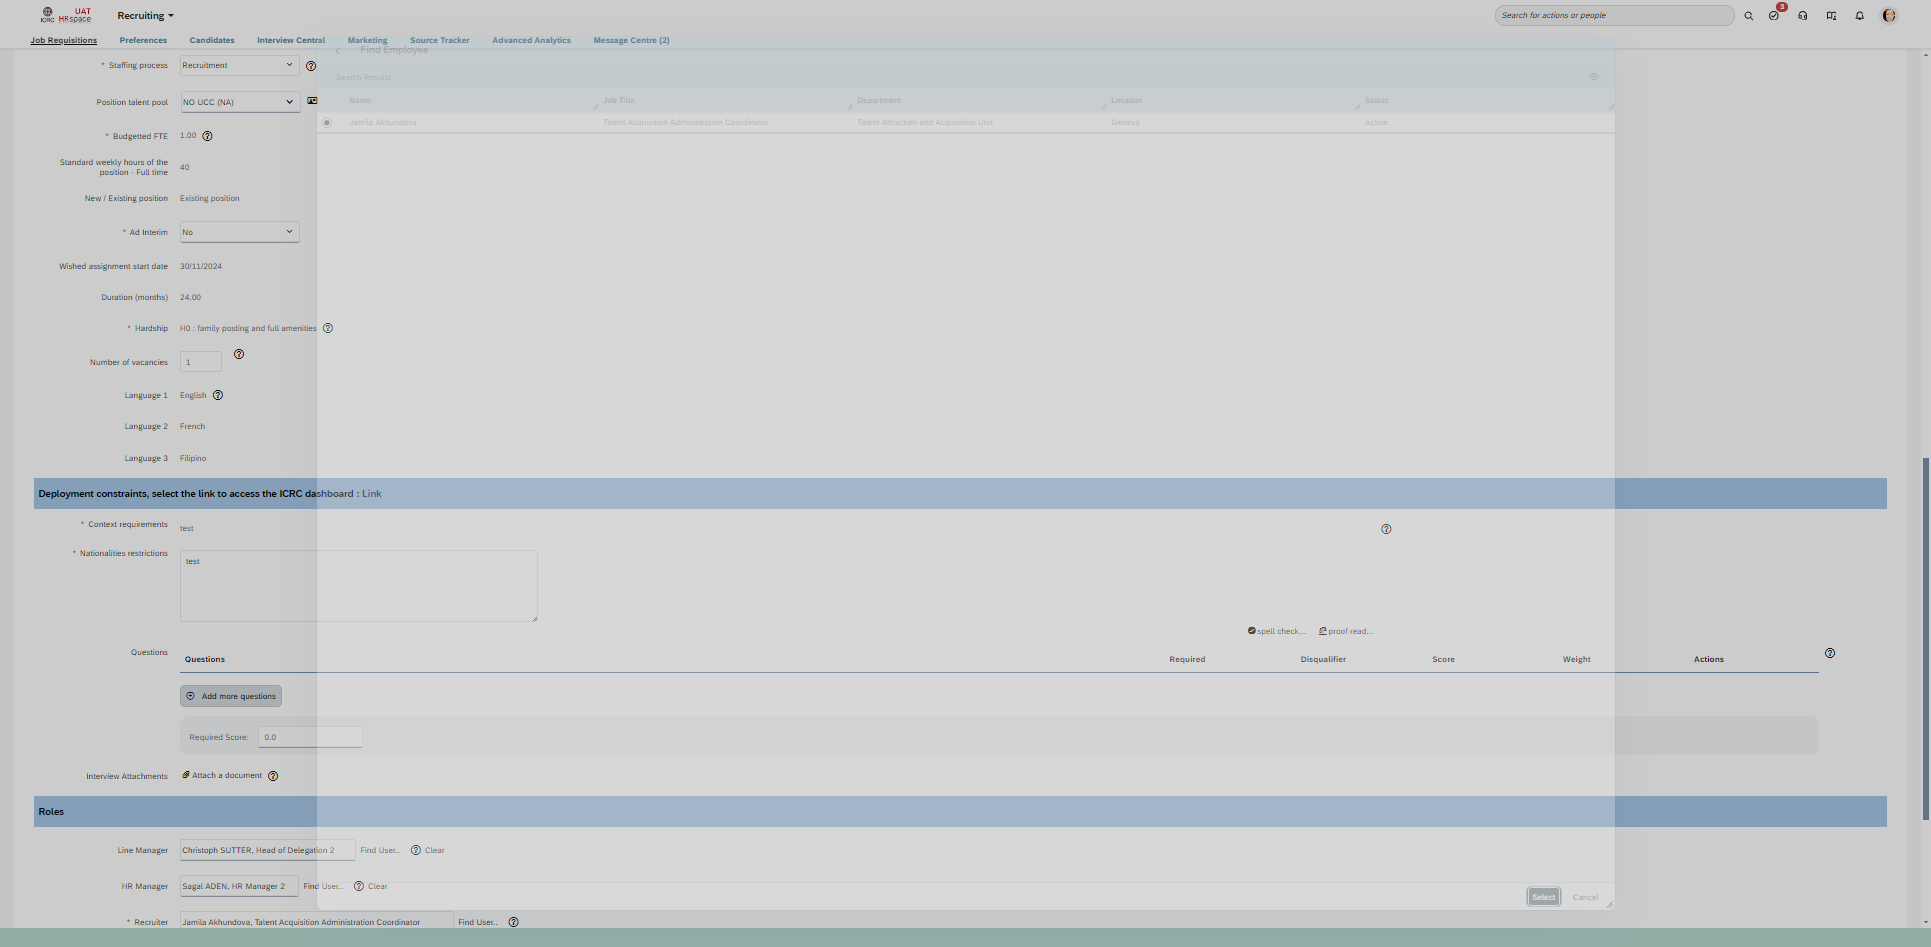 ICRC UAT HRspace
Recruiting
Search for actions or people
3
Job Requisitions Preferences Candidates Interview Central Marketing Source Tracker Advanced Analytics Message Centre (2)
Find Employee
* Staffing process Recruitment
Search Results
Position talent pool NO UCC (NA)
Name Job Title Department Location Status
Jamila Akhundova Talent Acquisition Administration Coordinator Talent Attraction and Acquisition Unit Geneva Active
* Budgetted FTE 1.00
Standard weekly hours of the
position - Full time 40
New / Existing position Existing position
* Ad Interim No
Wished assignment start date 30/11/2024
Duration (months) 24.00
* Hardship H0 : family posting and full amenities
Number of vacancies 1
Language 1 English
Language 2 French
Language 3 Filipino
Deployment constraints, select the link to access the ICRC dashboard : Link
* Context requirements test
* Nationalities restrictions test
spell check... proof read...
Questions Questions Required Disqualifier Score Weight Actions
Add more questions
Required Score: 0.0
Interview Attachments Attach a document
Roles
Line Manager Christoph SUTTER, Head of Delegation 2 Find User.. Clear
HR Manager Sagal ADEN, HR Manager 2 Find User.. Clear
Select Cancel
* Recruiter Jamila Akhundova, Talent Acquisition Administration Coordinator Find User..